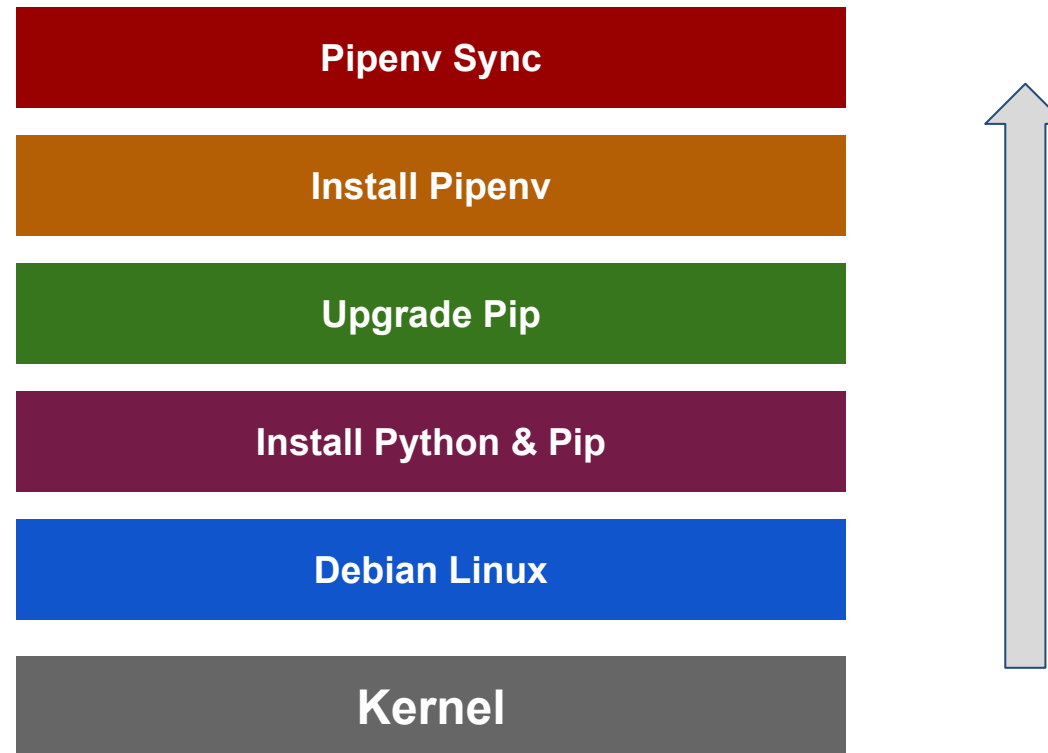 Pipenv Sync
Install Pipenv
Upgrade Pip
Install Python & Pip
Debian Linux
Kernel